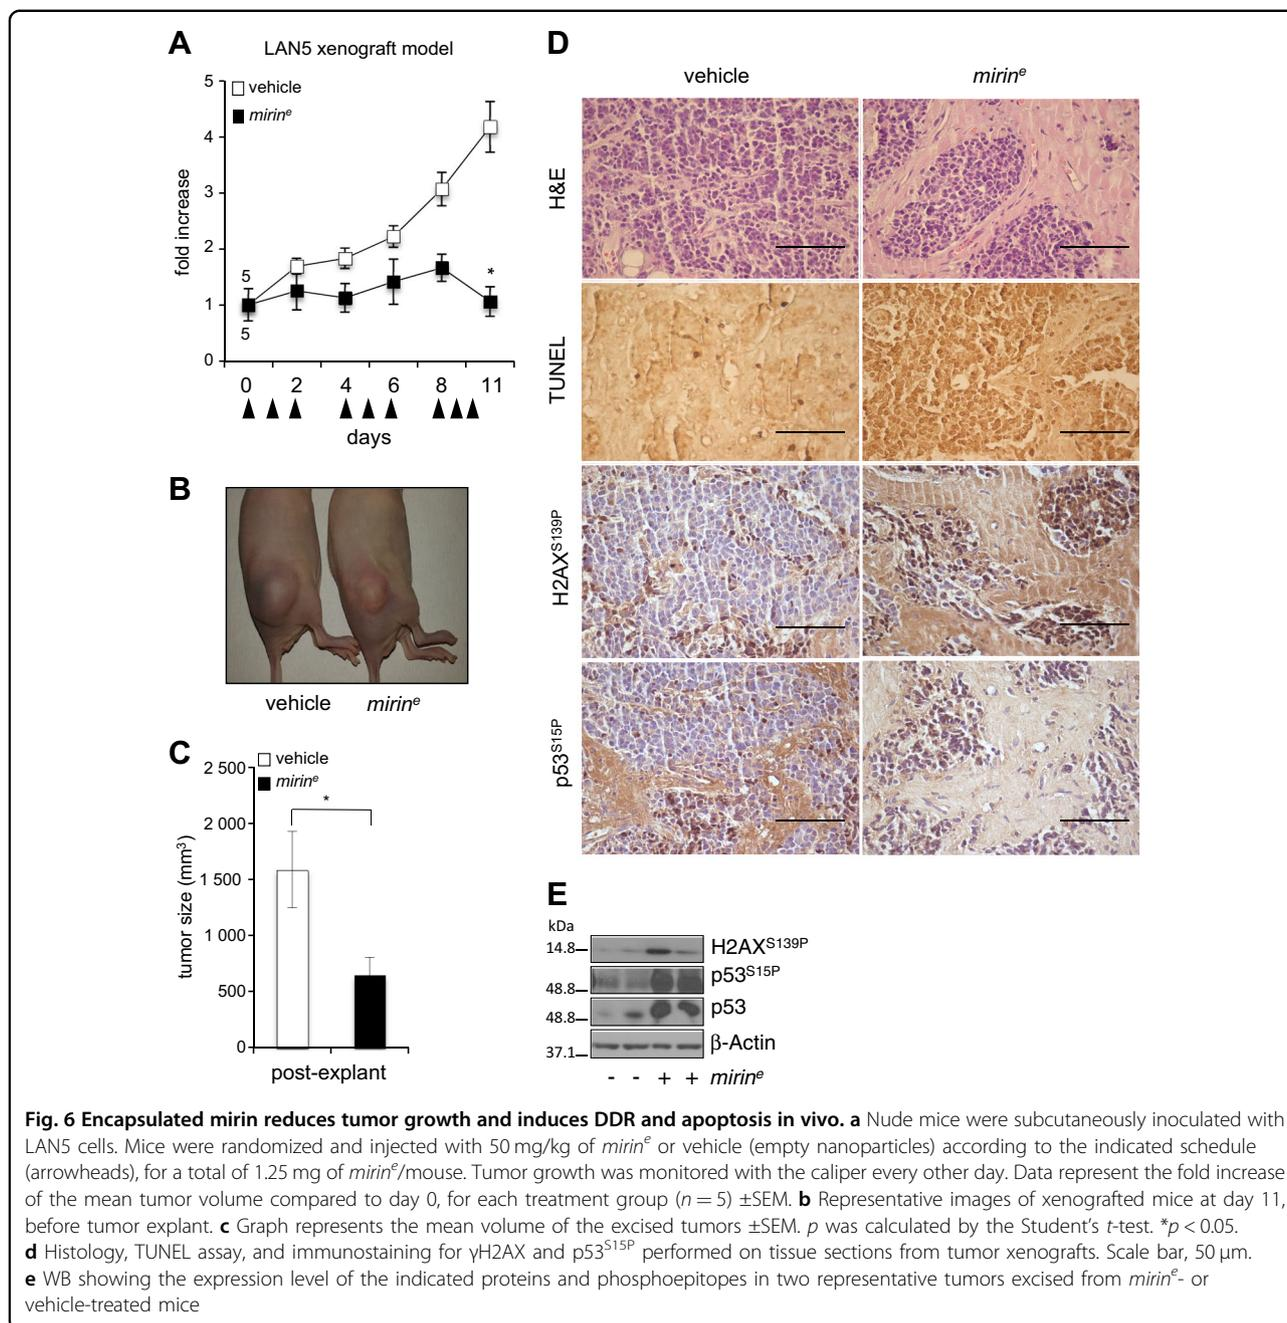 A
LAN5 xenograft model
vehicle
mirinᵉ
fold increase
5
4
3
2
1
0
5
5
*
0 2 4 6 8 11
days
B
vehicle mirinᵉ
C
vehicle
mirinᵉ
tumor size (mm³)
2 500
2 000
1 500
1 000
500
0
*
post-explant
D
vehicle mirinᵉ
H&E
TUNEL
H2AXS139P
p53S15P
E
kDa
14.8 H2AXS139P
48.8 p53S15P
48.8 p53
37.1 β-Actin
- - + + mirinᵉ
Fig. 6 Encapsulated mirin reduces tumor growth and induces DDR and apoptosis in vivo. a Nude mice were subcutaneously inoculated with
LAN5 cells. Mice were randomized and injected with 50 mg/kg of mirinᵉ or vehicle (empty nanoparticles) according to the indicated schedule
(arrowheads), for a total of 1.25 mg of mirinᵉ/mouse. Tumor growth was monitored with the caliper every other day. Data represent the fold increase
of the mean tumor volume compared to day 0, for each treatment group (n = 5) ±SEM. b Representative images of xenografted mice at day 11,
before tumor explant. c Graph represents the mean volume of the excised tumors ±SEM. p was calculated by the Student's t-test. *p < 0.05.
d Histology, TUNEL assay, and immunostaining for γH2AX and p53S15P performed on tissue sections from tumor xenografts. Scale bar, 50 μm.
e WB showing the expression level of the indicated proteins and phosphoepitopes in two representative tumors excised from mirinᵉ- or
vehicle-treated mice